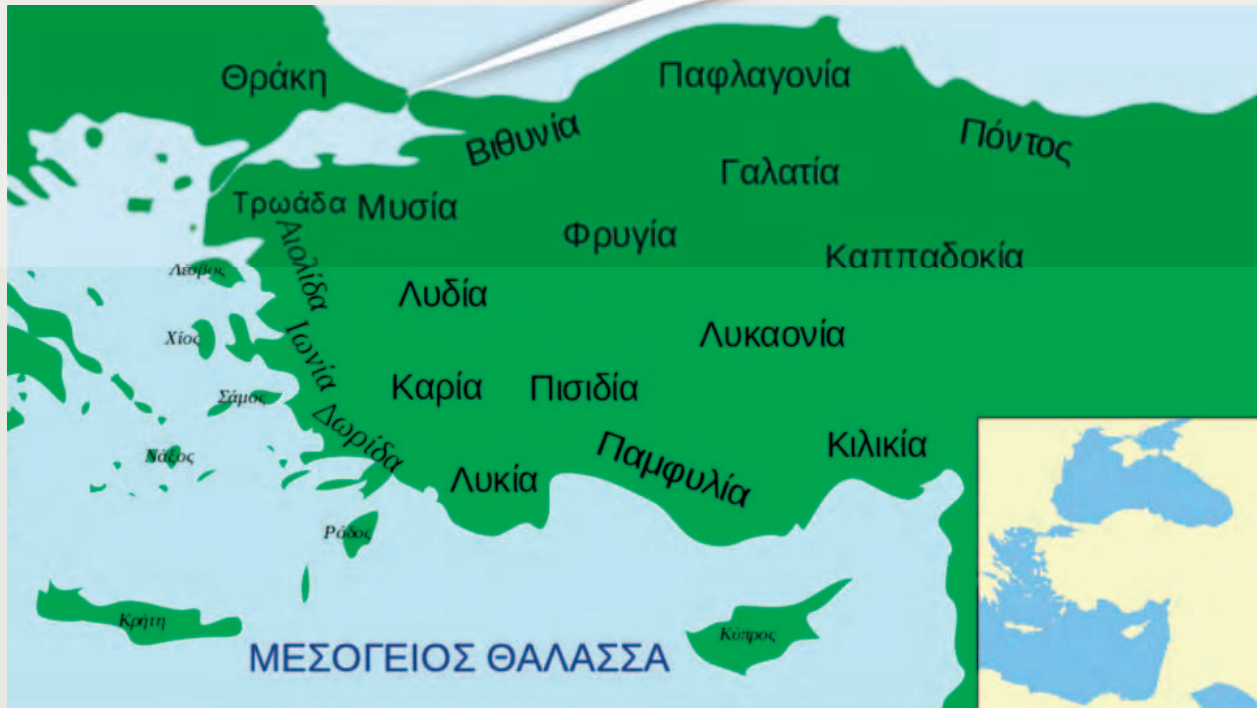 Θράκη
Παφλαγονία
Βιθυνία
Πόντος
Γαλατία
Τρωάδα
Μυσία
Φρυγία
Καππαδοκία
Αιολίδα
Λέσβος
Λυδία
Λυκαονία
Χίος
Ιωνία
Καρία
Πισιδία
Σάμος
Δωρίδα
Κιλικία
Νάξος
Λυκία
Παμφυλία
Ρόδος
Κρήτη
Κύπρος
ΜΕΣΟΓΕΙΟΣ ΘΑΛΑΣΣΑ